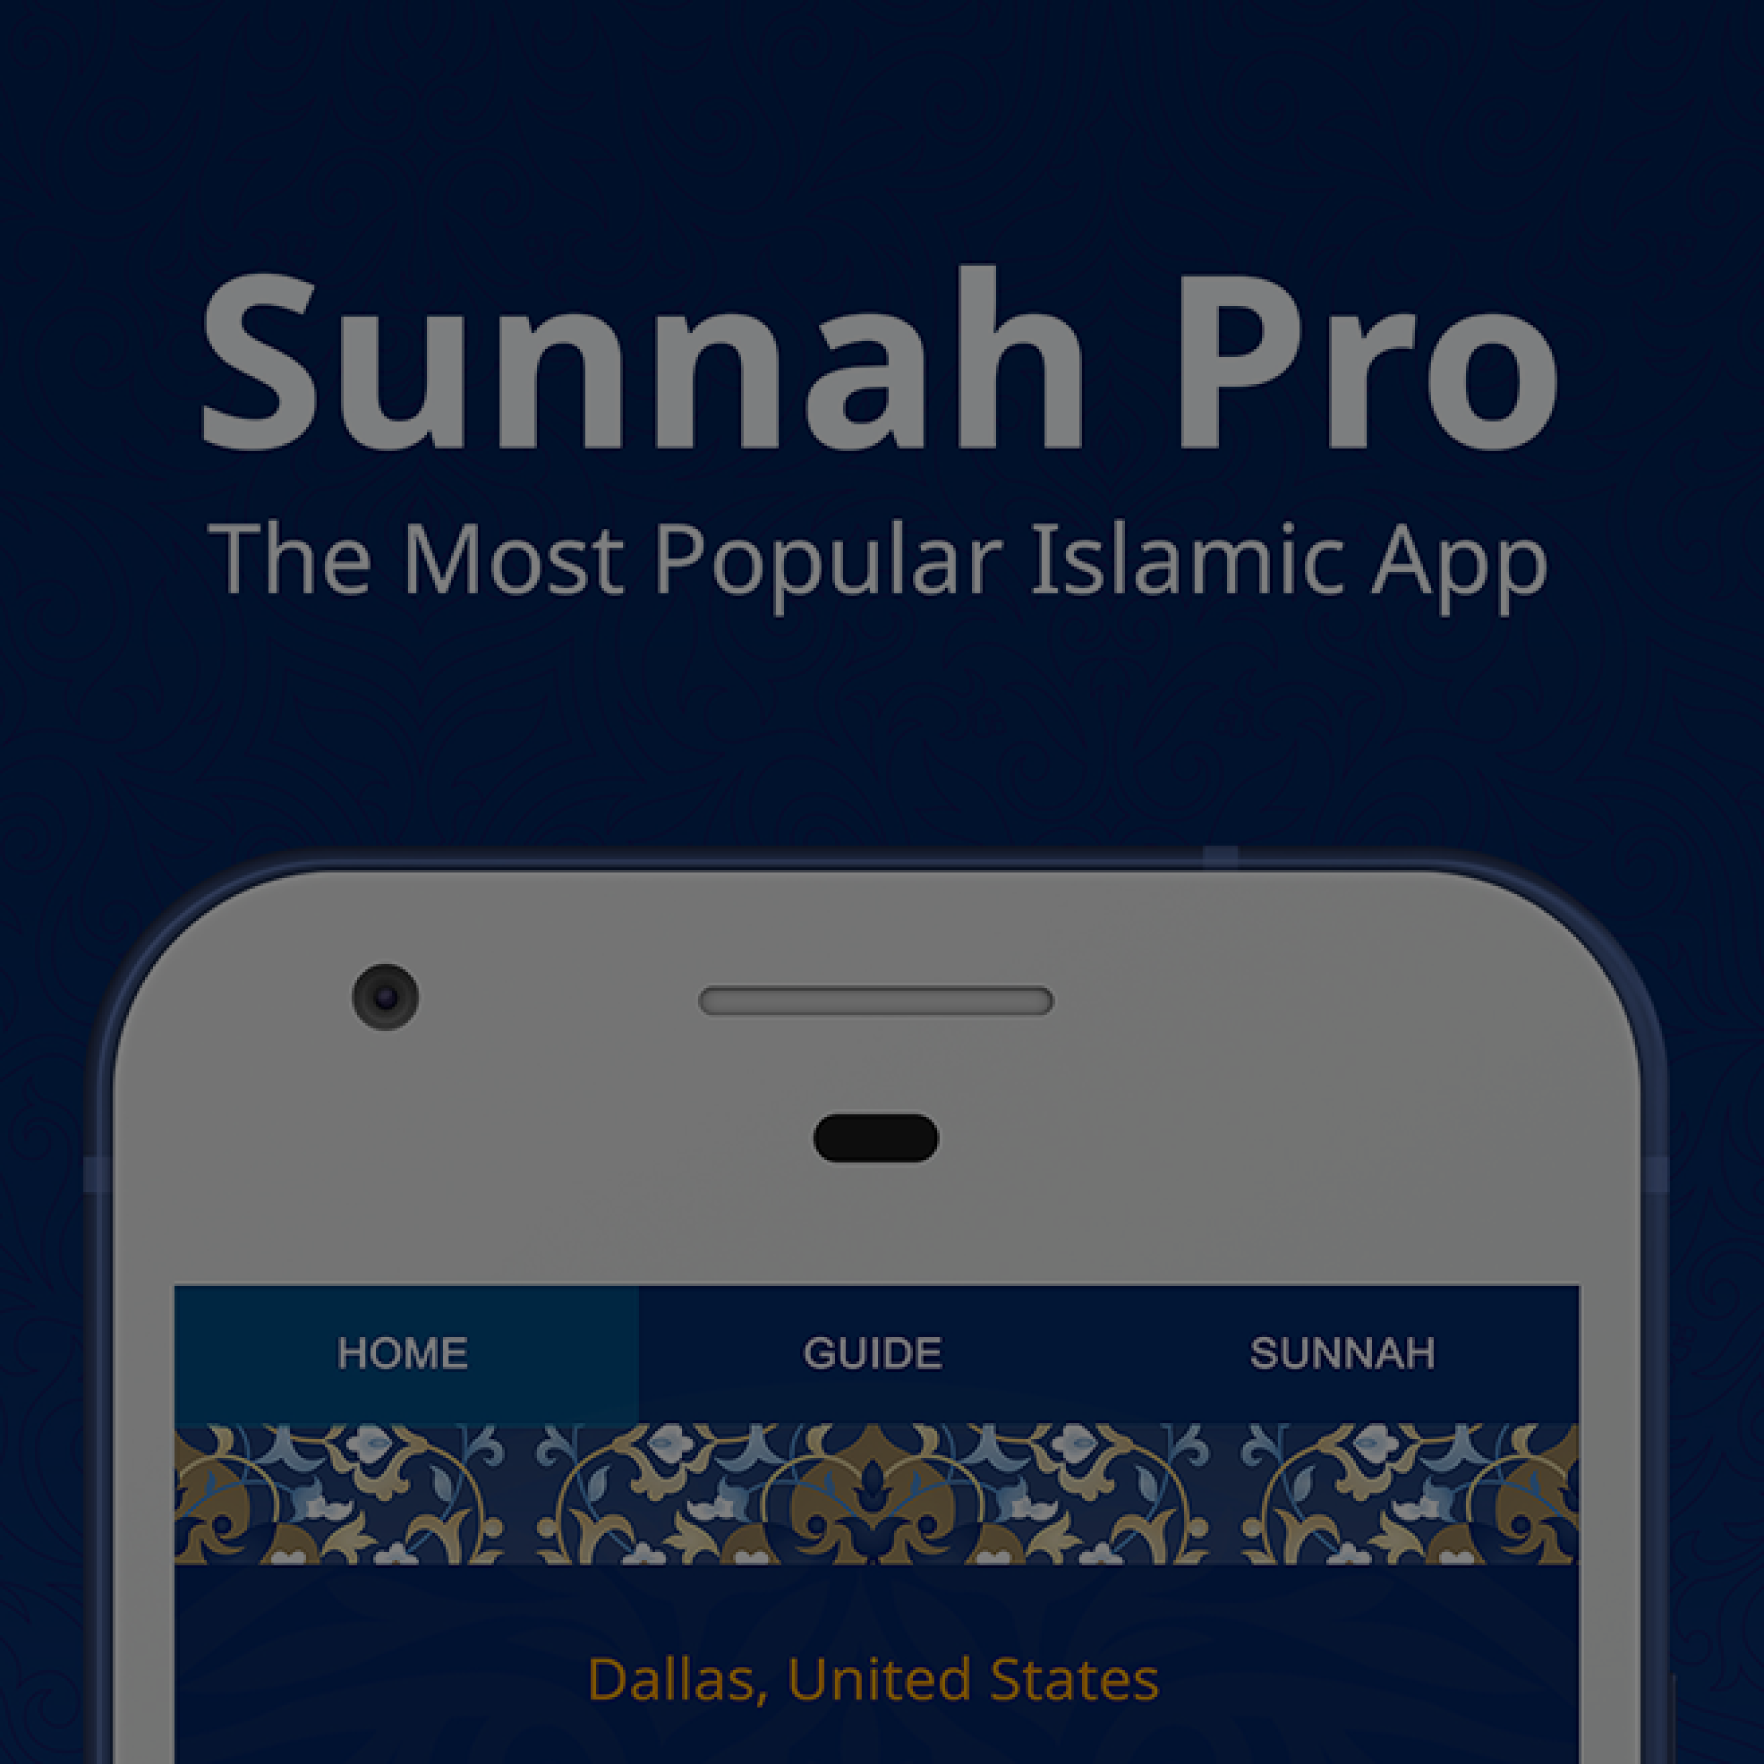 Sunnah Pro
The Most Popular Islamic App
HOME GUIDE SUNNAH
Dallas, United States